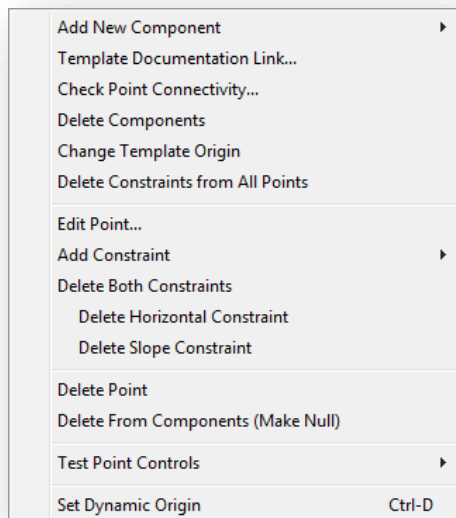 Add New Component
Template Documentation Link...
Check Point Connectivity...
Delete Components
Change Template Origin
Delete Constraints from All Points
Edit Point...
Add Constraint
Delete Both Constraints
Delete Horizontal Constraint
Delete Slope Constraint
Delete Point
Delete From Components (Make Null)
Test Point Controls
Set Dynamic Origin Ctrl-D